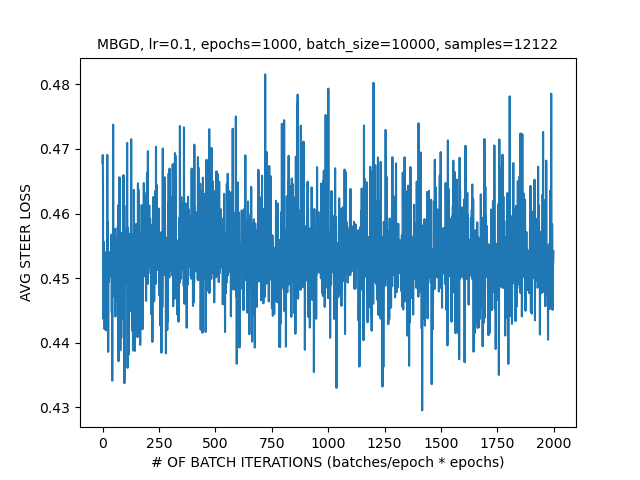 MBGD, lr=0.1, epochs=1000, batch_size=10000, samples=12122
0.48
0.47
0.46
0.45
0.44
0.43
AVG STEER LOSS
0 250 500 750 1000 1250 1500 1750 2000
# OF BATCH ITERATIONS (batches/epoch * epochs)